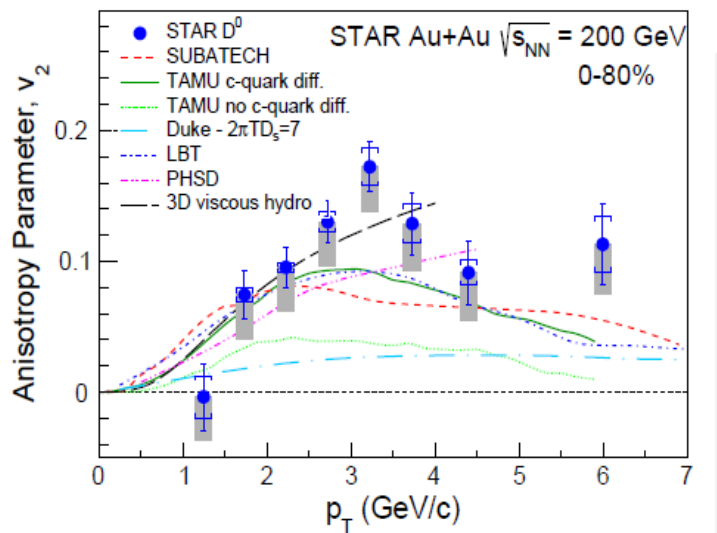 STAR D⁰
SUBATECH
TAMU c-quark diff.
TAMU no c-quark diff.
Duke - 2πTDₛ=7
LBT
PHSD
3D viscous hydro
STAR Au+Au √s_NN = 200 GeV
0-80%
Anisotropy Parameter, v₂
0.2
0.1
0
0 1 2 3 4 5 6 7
p_T (GeV/c)